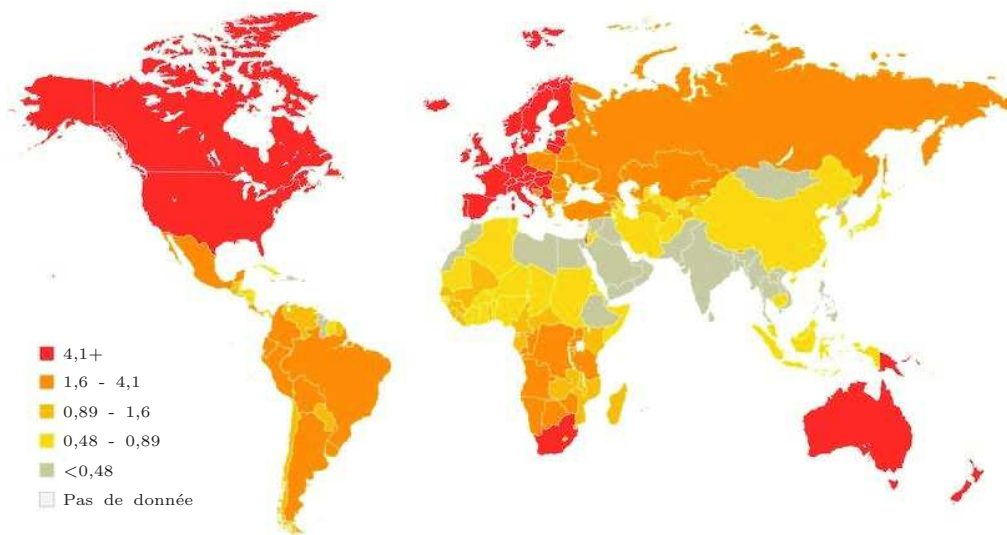 4,1+
1,6 - 4,1
0,89 - 1,6
0,48 - 0,89
<0,48
Pas de donnée